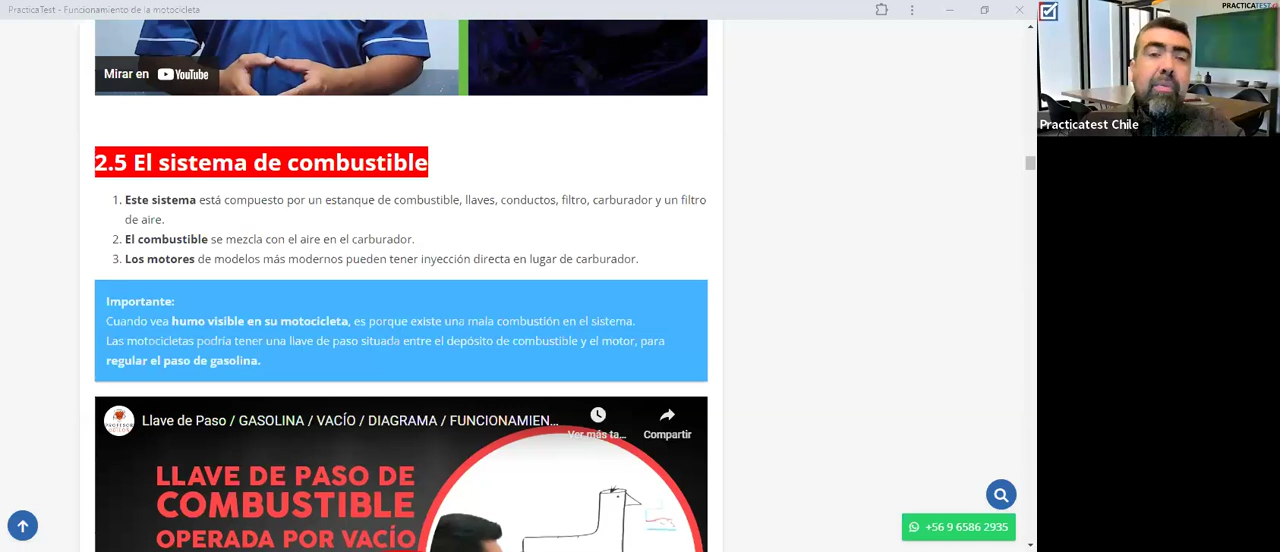 PracticaTest - Funcionamiento de la motocicleta
PRACTICATEST
Mirar en YouTube
Practicatest Chile
2.5 El sistema de combustible
1. Este sistema está compuesto por un estanque de combustible, llaves, conductos, filtro, carburador y un filtro
de aire.
2. El combustible se mezcla con el aire en el carburador.
3. Los motores de modelos más modernos pueden tener inyección directa en lugar de carburador.
Importante:
Cuando vea humo visible en su motocicleta, es porque existe una mala combustión en el sistema.
Las motocicletas podría tener una llave de paso situada entre el depósito de combustible y el motor, para
regular el paso de gasolina.
Llave de Paso / GASOLINA / VACÍO / DIAGRAMA / FUNCIONAMIEN...
Ver más ta...
Compartir
LLAVE DE PASO DE
COMBUSTIBLE
OPERADA POR VACÍO
+56 9 6586 2935